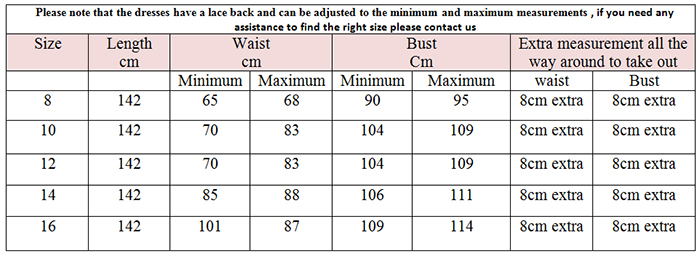 Please note that the dresses have a lace back and can be adjusted to the minimum and maximum measurements , if you need any
assistance to find the right size please contact us
Size Length Waist Bust Extra measurement all the
cm cm Cm way around to take out
Minimum Maximum Minimum Maximum waist Bust
8 142 65 68 90 95 8cm extra 8cm extra
10 142 70 83 104 109 8cm extra 8cm extra
12 142 70 83 104 109 8cm extra 8cm extra
14 142 85 88 106 111 8cm extra 8cm extra
16 142 101 87 109 114 8cm extra 8cm extra